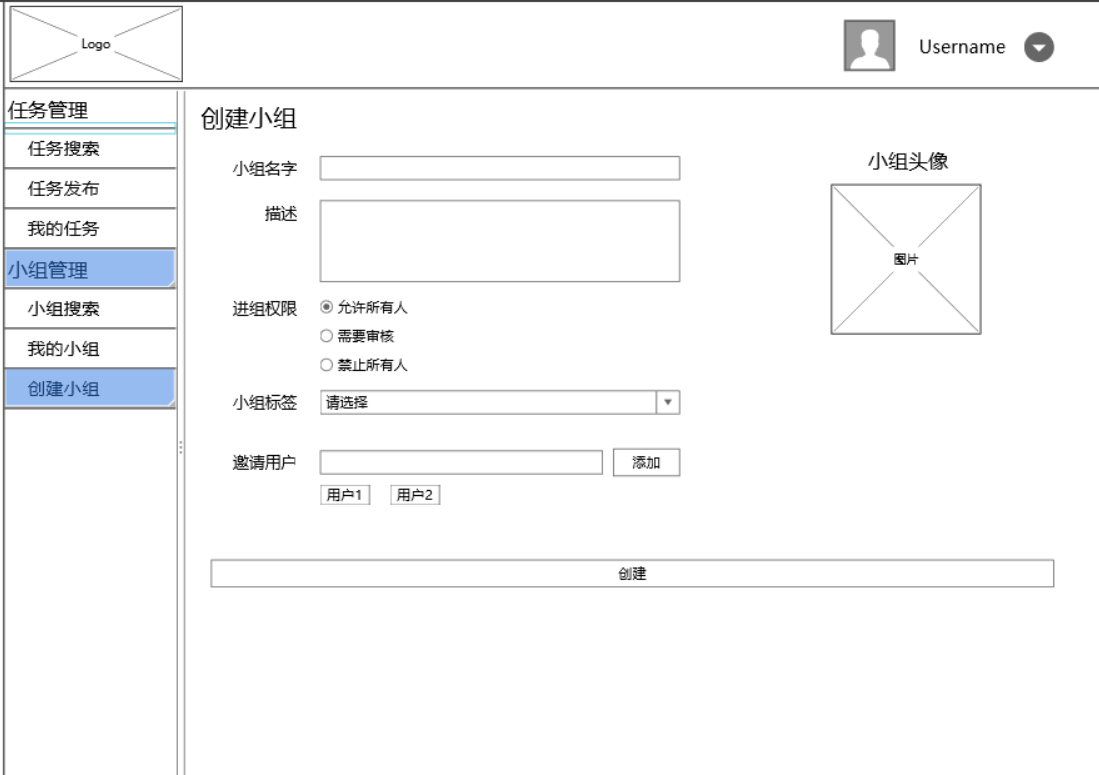 Logo
Username
任务管理
任务搜索
任务发布
我的任务
小组管理
小组搜索
我的小组
创建小组
创建小组
小组名字
描述
进组权限
允许所有人
需要审核
禁止所有人
小组标签
请选择
邀请用户
添加
用户1 用户2
小组头像
图片
创建